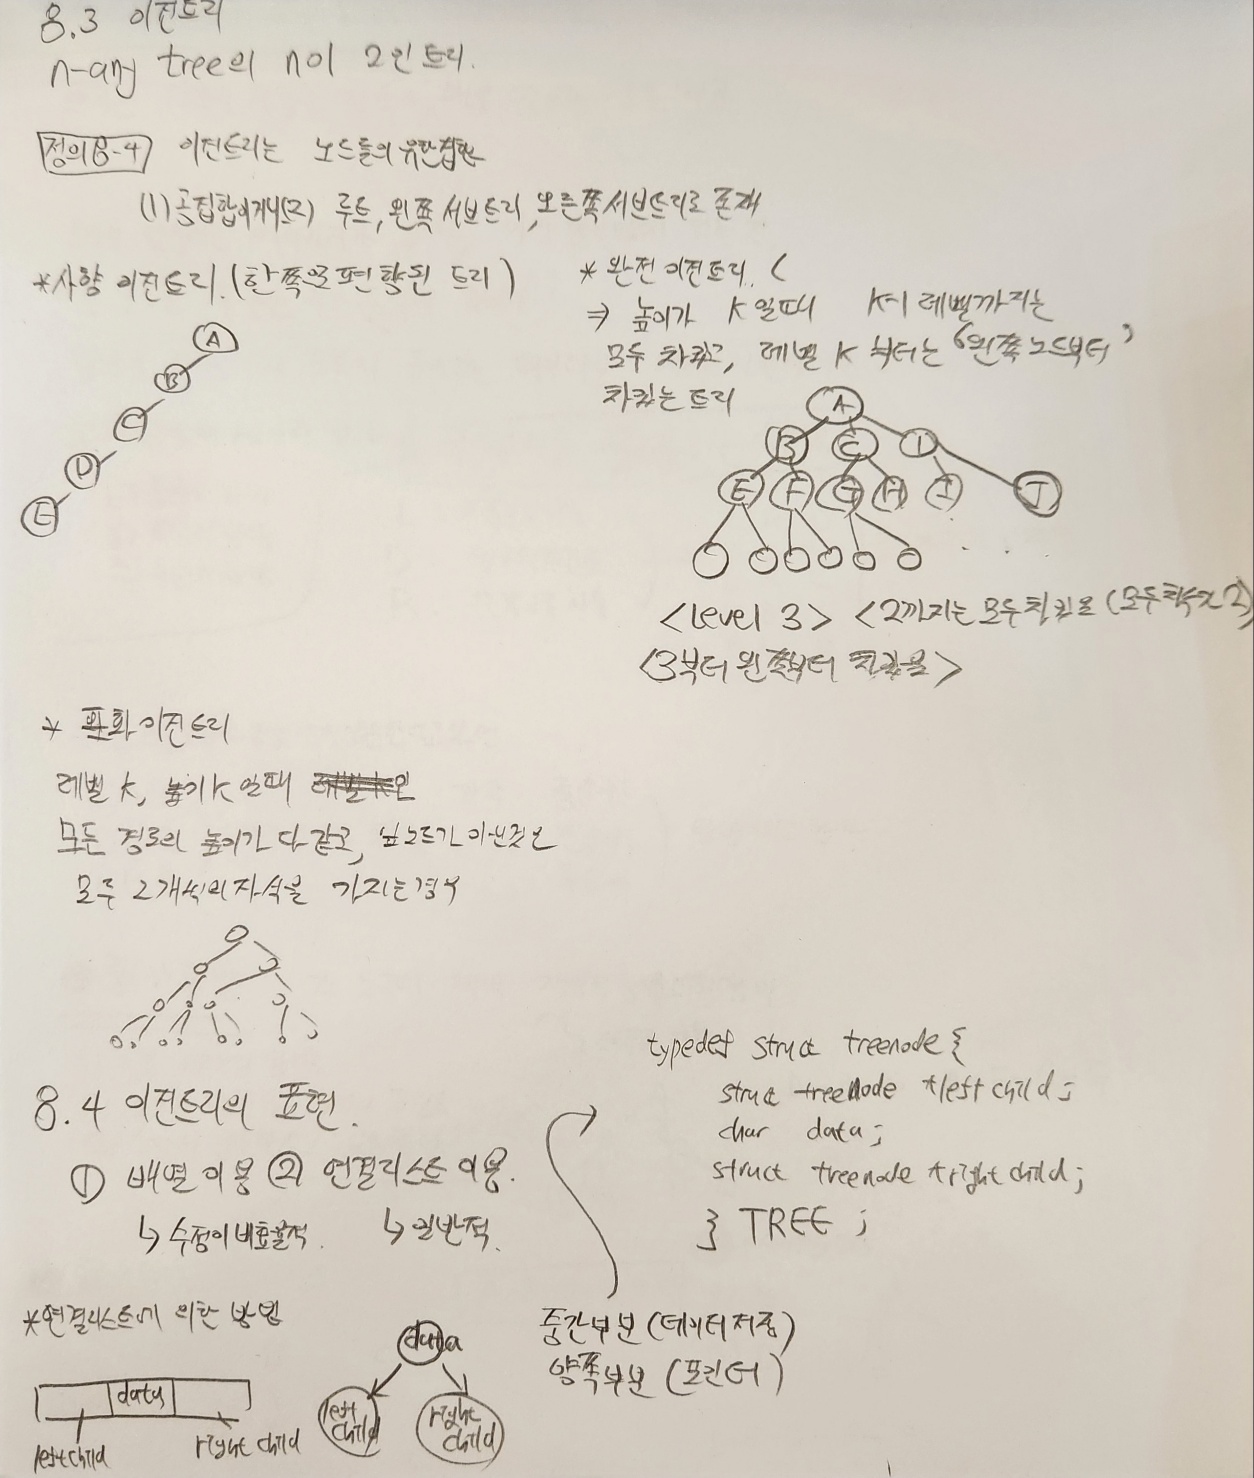 8.3 이진트리
n-any tree의 n이 2인 트리.
정의8-4 이진트리는 노드들의 유한집합
(1) 공집합이거나 (2) 루트, 왼쪽 서브트리, 오른쪽 서브트리로 존재
*사향 이진트리. (한쪽으로 편향된 트리)
A
B
C
D
E
* 완전 이진트리. (
⇒ 높이가 k일때 k-1 레벨까지는
모두 차있고, 레벨 k 부터는 '왼쪽노드부터'
차있는 트리
A
B C D
E F G H I J
. . .
<level 3> <2까지는 모두 차있음
<3부터 왼쪽부터 차있음>
* 포화이진트리
레벨 k, 높이 k 일때
모든 경로의 높이가 다 같고, 잎노드가 아닌것은
모두 2개씩의 자식을 가지는경우
8.4 이진트리의 표현.
① 배열 이용 ② 연결리스트 이용.
↳ 수정이 비효율적. ↳ 일반적.
typedef struct treenode {
struct treenode *left child;
char data;
struct treenode *right child;
} TREE ;
중간부분 (데이터저장)
양쪽부분 (포인터)
*연결리스트에 의한 방법
data
left child
right child
data
left child
right child